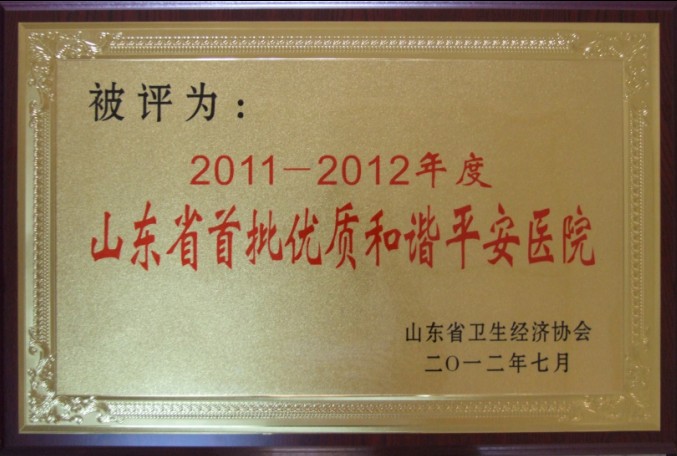 被评为:
2011-2012年度
山东省首批优质和谐平安医院
山东省卫生经济协会
二〇一二年七月